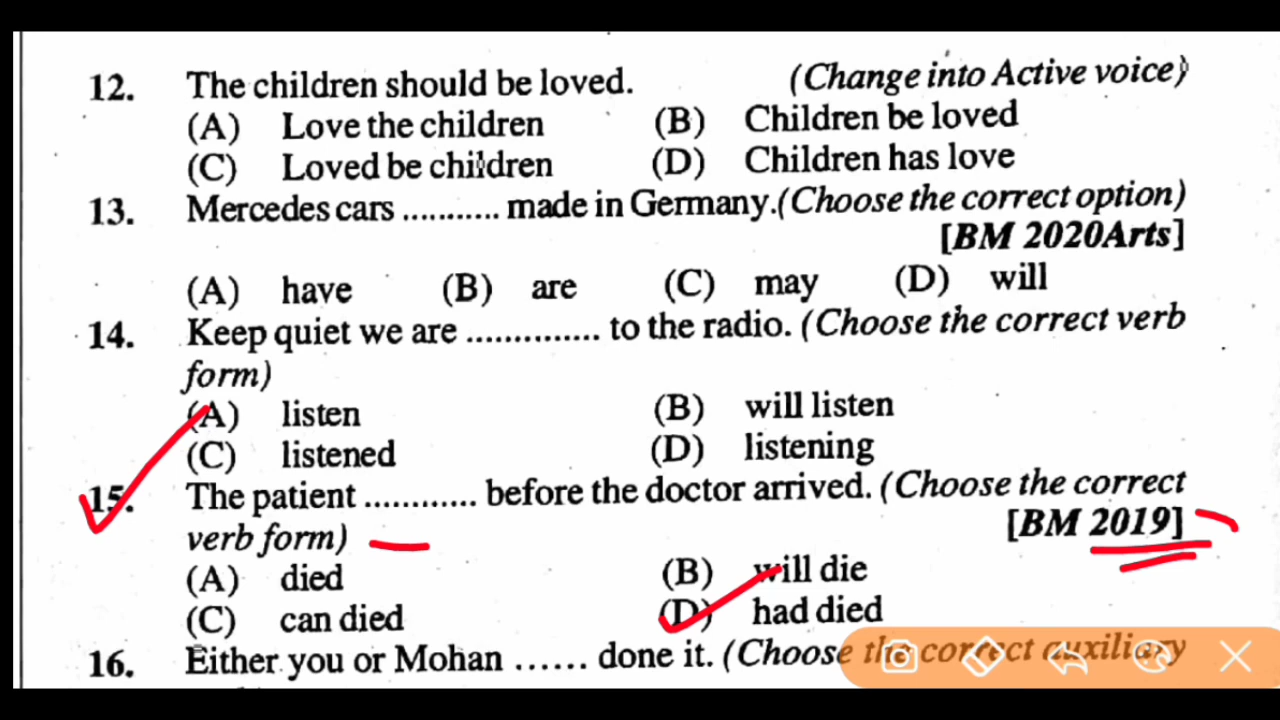 12. The children should be loved. (Change into Active voice)
(A) Love the children (B) Children be loved
(C) Loved be children (D) Children has love
13. Mercedes cars ........... made in Germany.(Choose the correct option)
[BM 2020Arts]
(A) have (B) are (C) may (D) will
14. Keep quiet we are .............. to the radio. (Choose the correct verb
form)
(A) listen (B) will listen
(C) listened (D) listening
15. The patient ............ before the doctor arrived. (Choose the correct
verb form) [BM 2019]
(A) died (B) will die
(C) can died (D) had died
16. Either you or Mohan ...... done it. (Choose the correct auxiliary